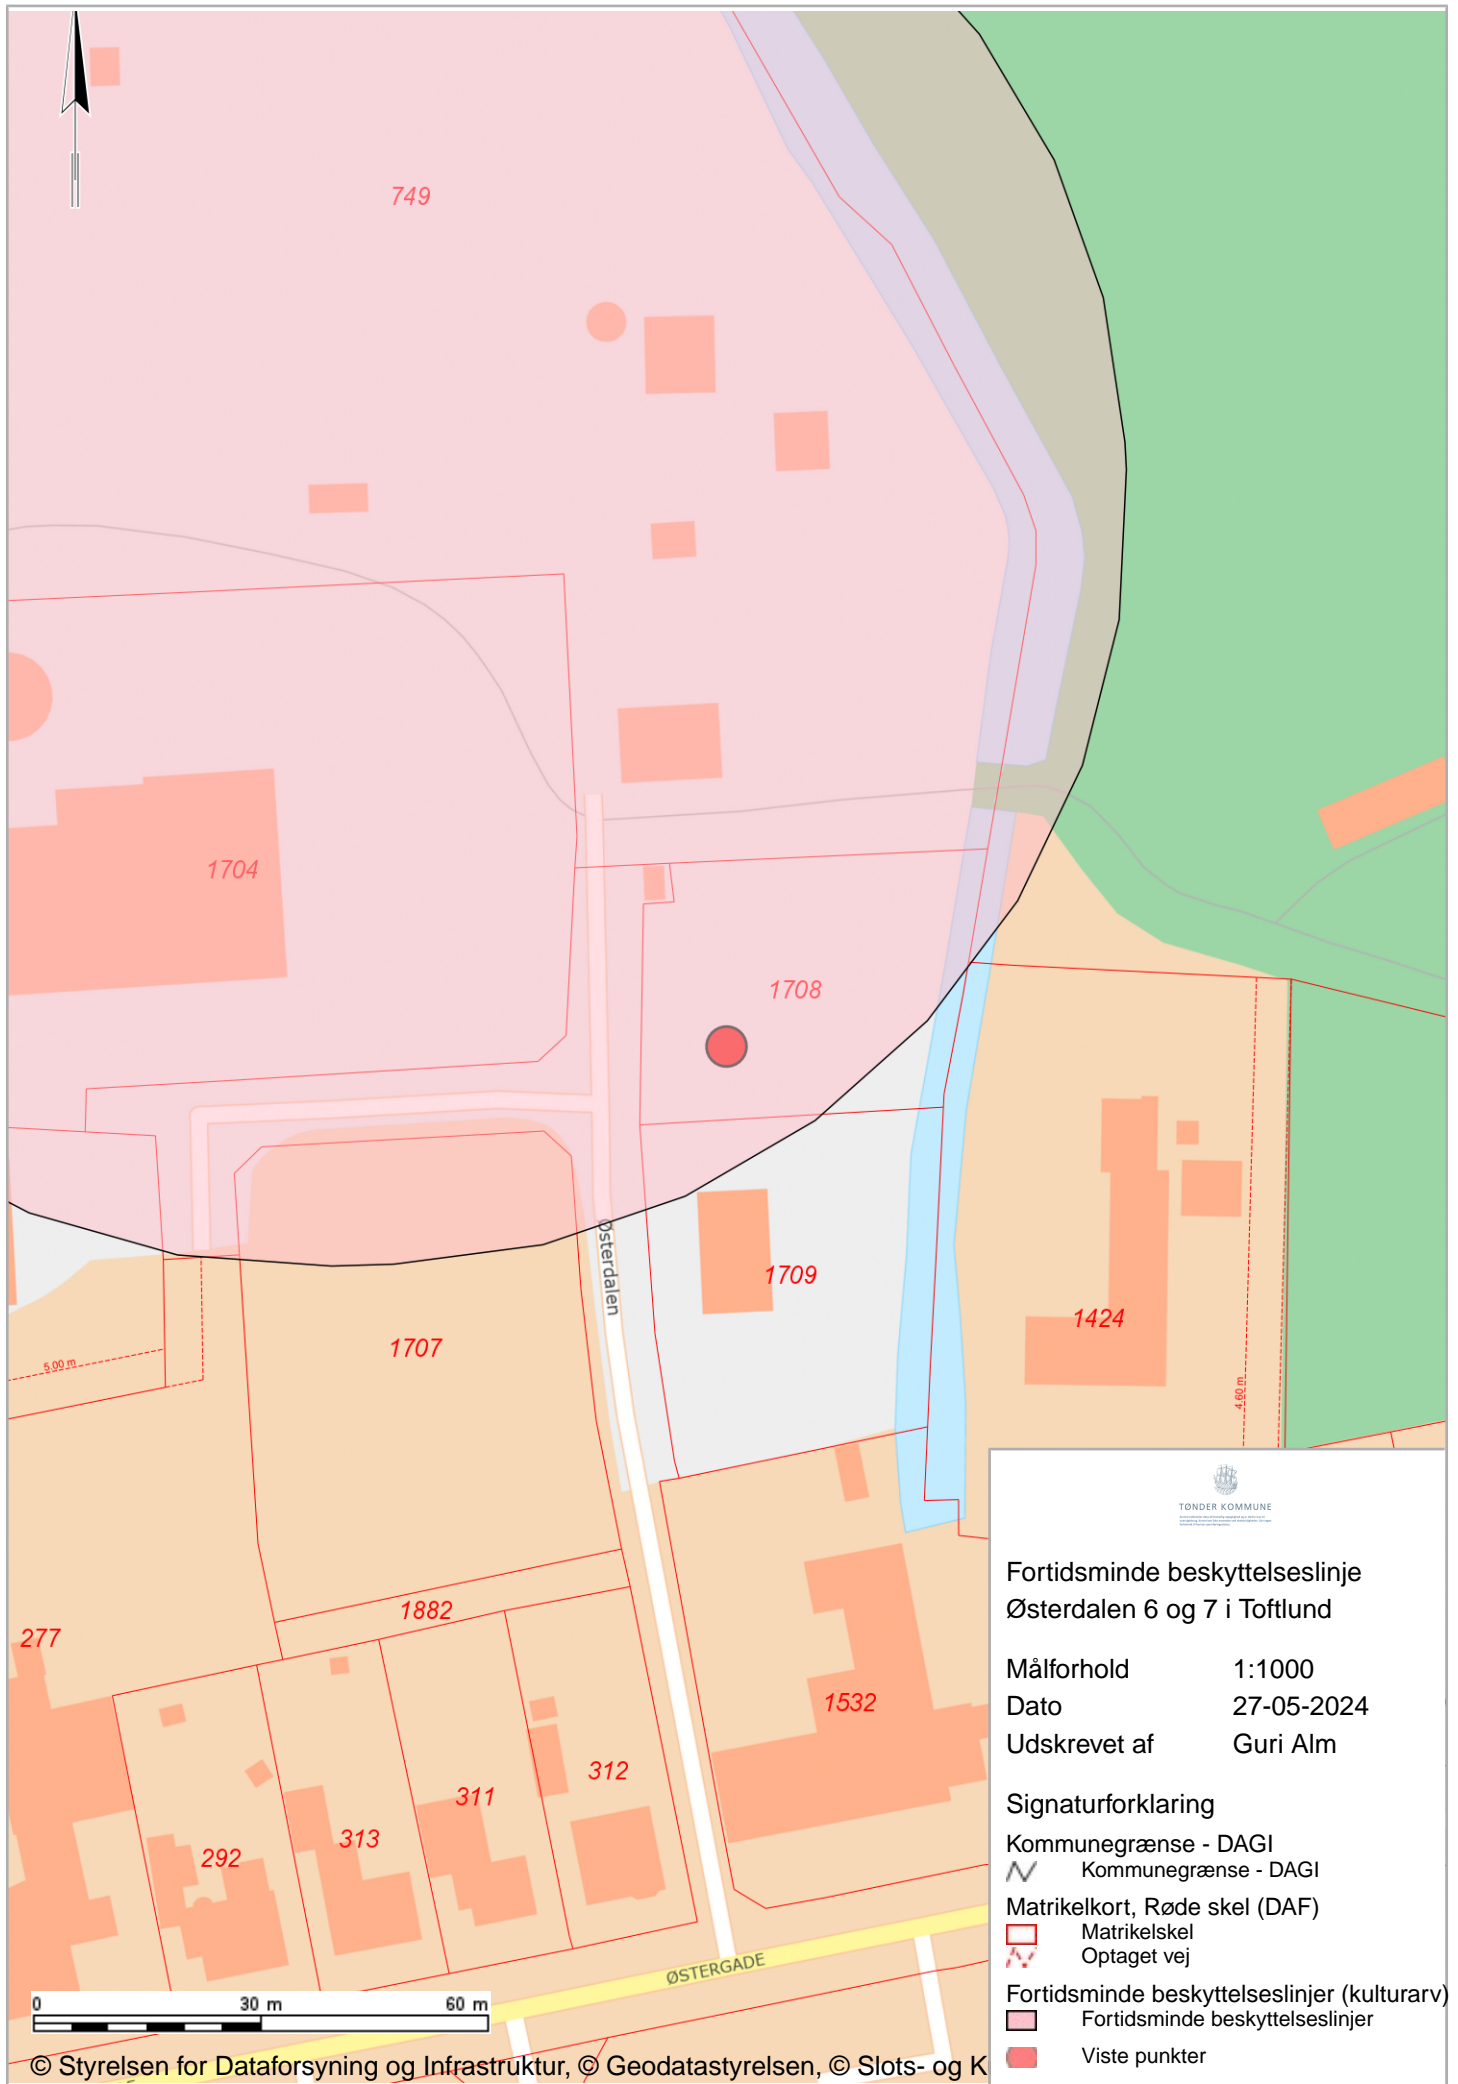 749
1704
1708
Østerdalen
1709
1424
1707
5.00 m
4.60 m
1882
277
1532
312
311
313
292
ØSTERGADE
0 30 m 60 m
© Styrelsen for Dataforsyning og Infrastruktur, © Geodatastyrelsen, © Slots- og K
TØNDER KOMMUNE
Fortidsminde beskyttelseslinje
Østerdalen 6 og 7 i Toftlund
Målforhold 1:1000
Dato 27-05-2024
Udskrevet af Guri Alm
Signaturforklaring
Kommunegrænse - DAGI
Kommunegrænse - DAGI
Matrikelkort, Røde skel (DAF)
Matrikelskel
Optaget vej
Fortidsminde beskyttelseslinjer (kulturarv)
Fortidsminde beskyttelseslinjer
Viste punkter